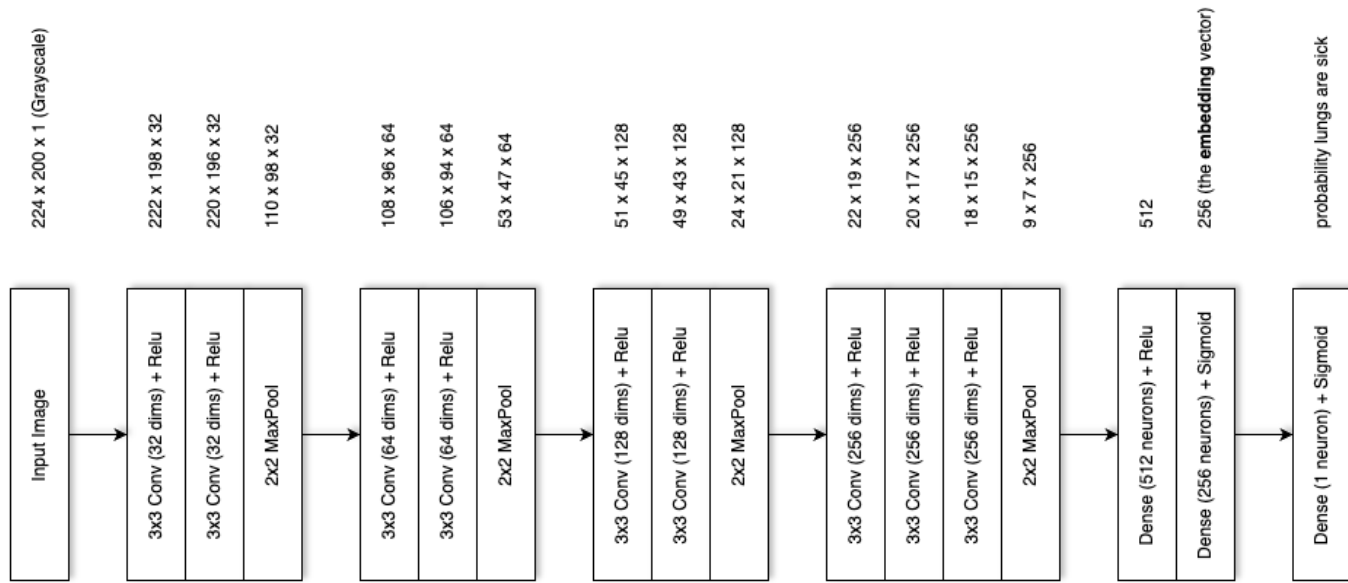 224 x 200 x 1 (Grayscale)
222 x 198 x 32
220 x 196 x 32
110 x 98 x 32
108 x 96 x 64
106 x 94 x 64
53 x 47 x 64
51 x 45 x 128
49 x 43 x 128
24 x 21 x 128
22 x 19 x 256
20 x 17 x 256
18 x 15 x 256
9 x 7 x 256
512
256 (the embedding vector)
probability lungs are sick
Input Image
3x3 Conv (32 dims) + Relu
3x3 Conv (32 dims) + Relu
2x2 MaxPool
3x3 Conv (64 dims) + Relu
3x3 Conv (64 dims) + Relu
2x2 MaxPool
3x3 Conv (128 dims) + Relu
3x3 Conv (128 dims) + Relu
2x2 MaxPool
3x3 Conv (256 dims) + Relu
3x3 Conv (256 dims) + Relu
3x3 Conv (256 dims) + Relu
2x2 MaxPool
Dense (512 neurons) + Relu
Dense (256 neurons) + Sigmoid
Dense (1 neuron) + Sigmoid